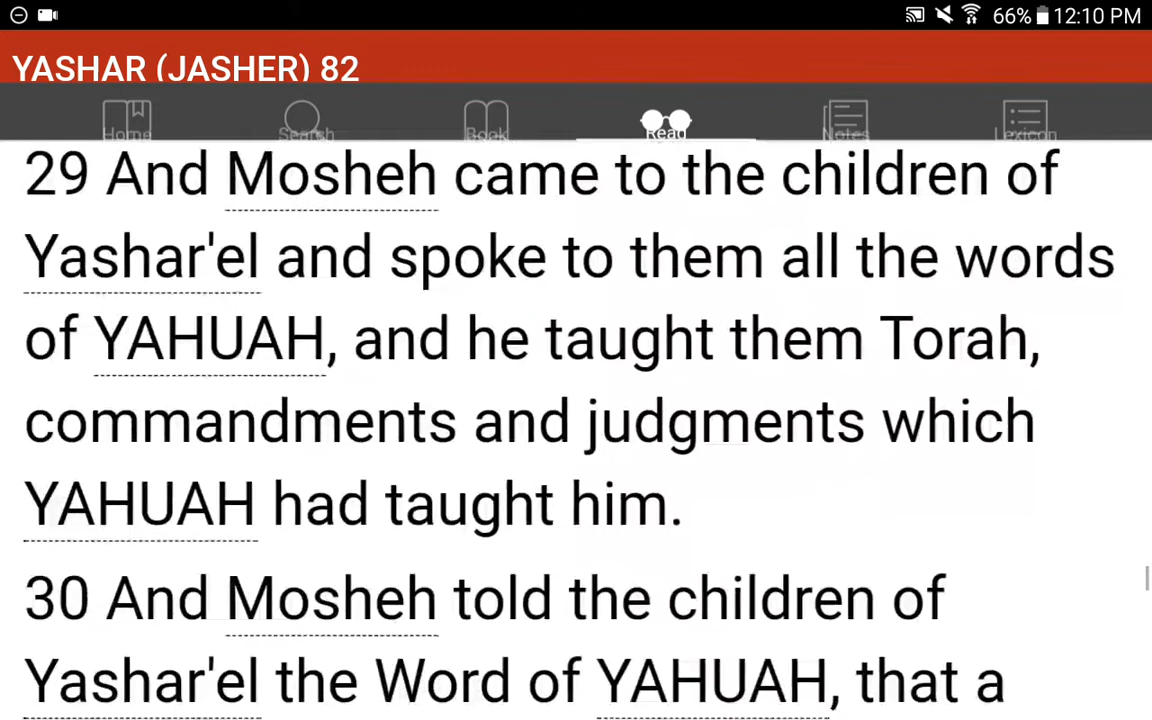 66% 12:10 PM
YASHAR (JASHER) 82
Home Search Book Read Notes Lexicon
29 And Mosheh came to the children of
Yashar'el and spoke to them all the words
of YAHUAH, and he taught them Torah,
commandments and judgments which
YAHUAH had taught him.
30 And Mosheh told the children of
Yashar'el the Word of YAHUAH, that a